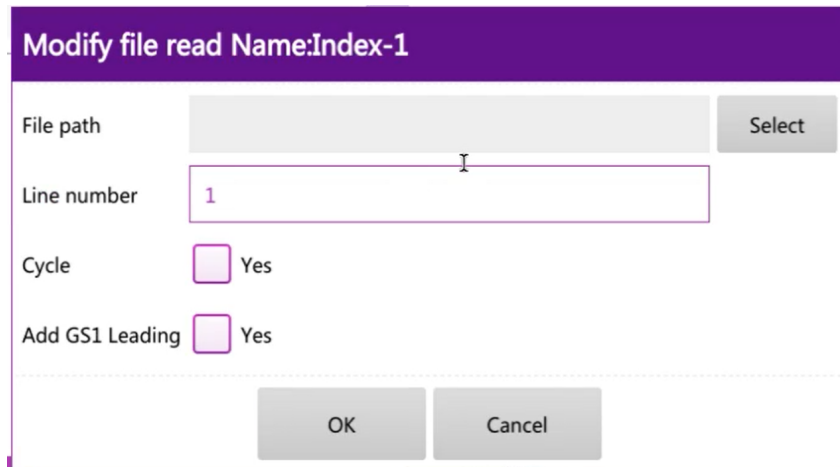 Modify file read Name:Index-1
File path
Select
Line number
1
Cycle
Yes
Add GS1 Leading
Yes
OK
Cancel